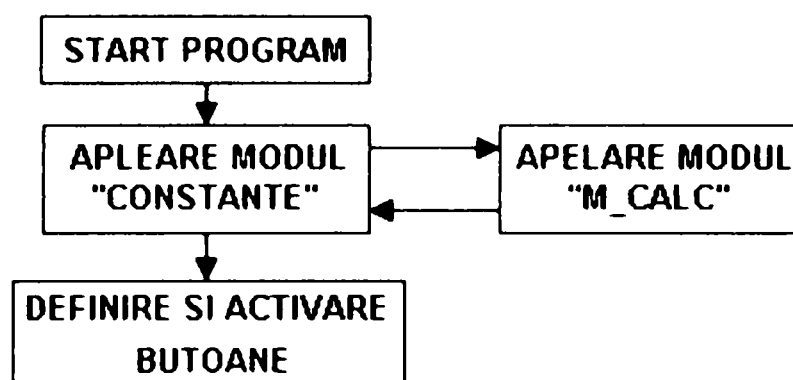 START PROGRAM
APLEARE MODUL
"CONSTANTE"
APELARE MODUL
"M_CALC"
DEFINIRE SI ACTIVARE
BUTOANE